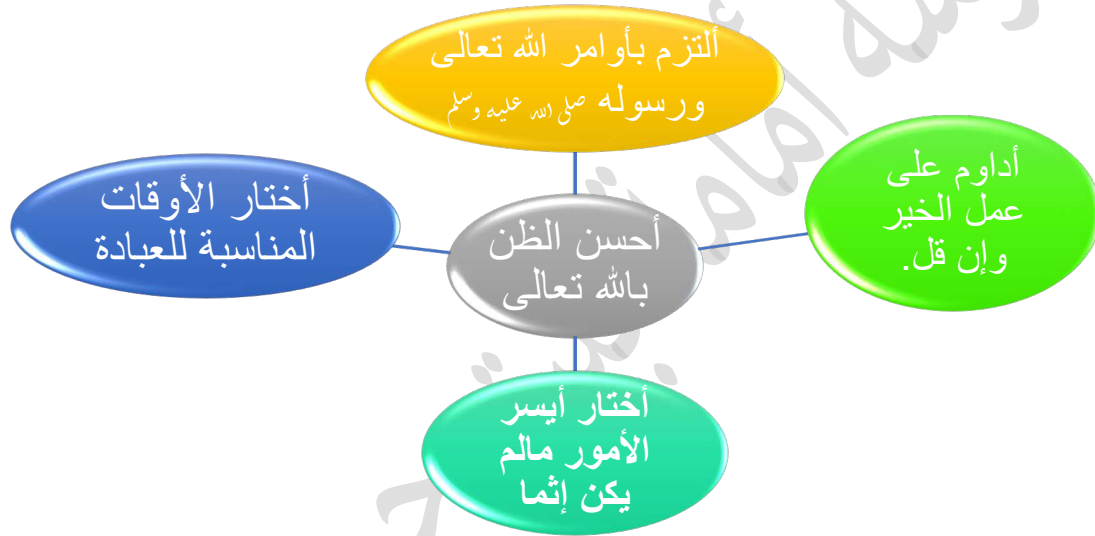 ألتزم بأوامر الله تعالى
ورسوله صلى الله عليه وسلم
أداوم على
عمل الخير
وإن قل.
أحسن الظن
بالله تعالى
أختار الأوقات
المناسبة للعبادة
أختار أيسر
الأمور مالم
يكن إثما